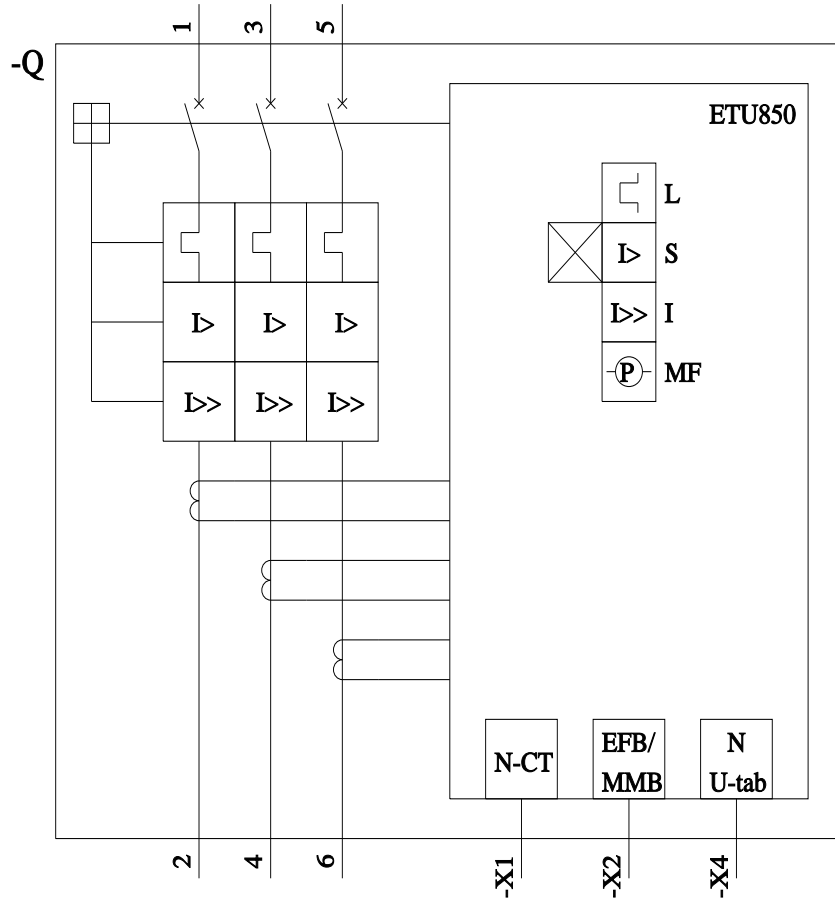 1
3
5
-Q
ETU850
L
I> S
I> I> I>
I>> I
I>> I>> I>>
P MF
N-CT
EFB/
MMB
N
U-tab
2
4
6
-X1
-X2
-X4